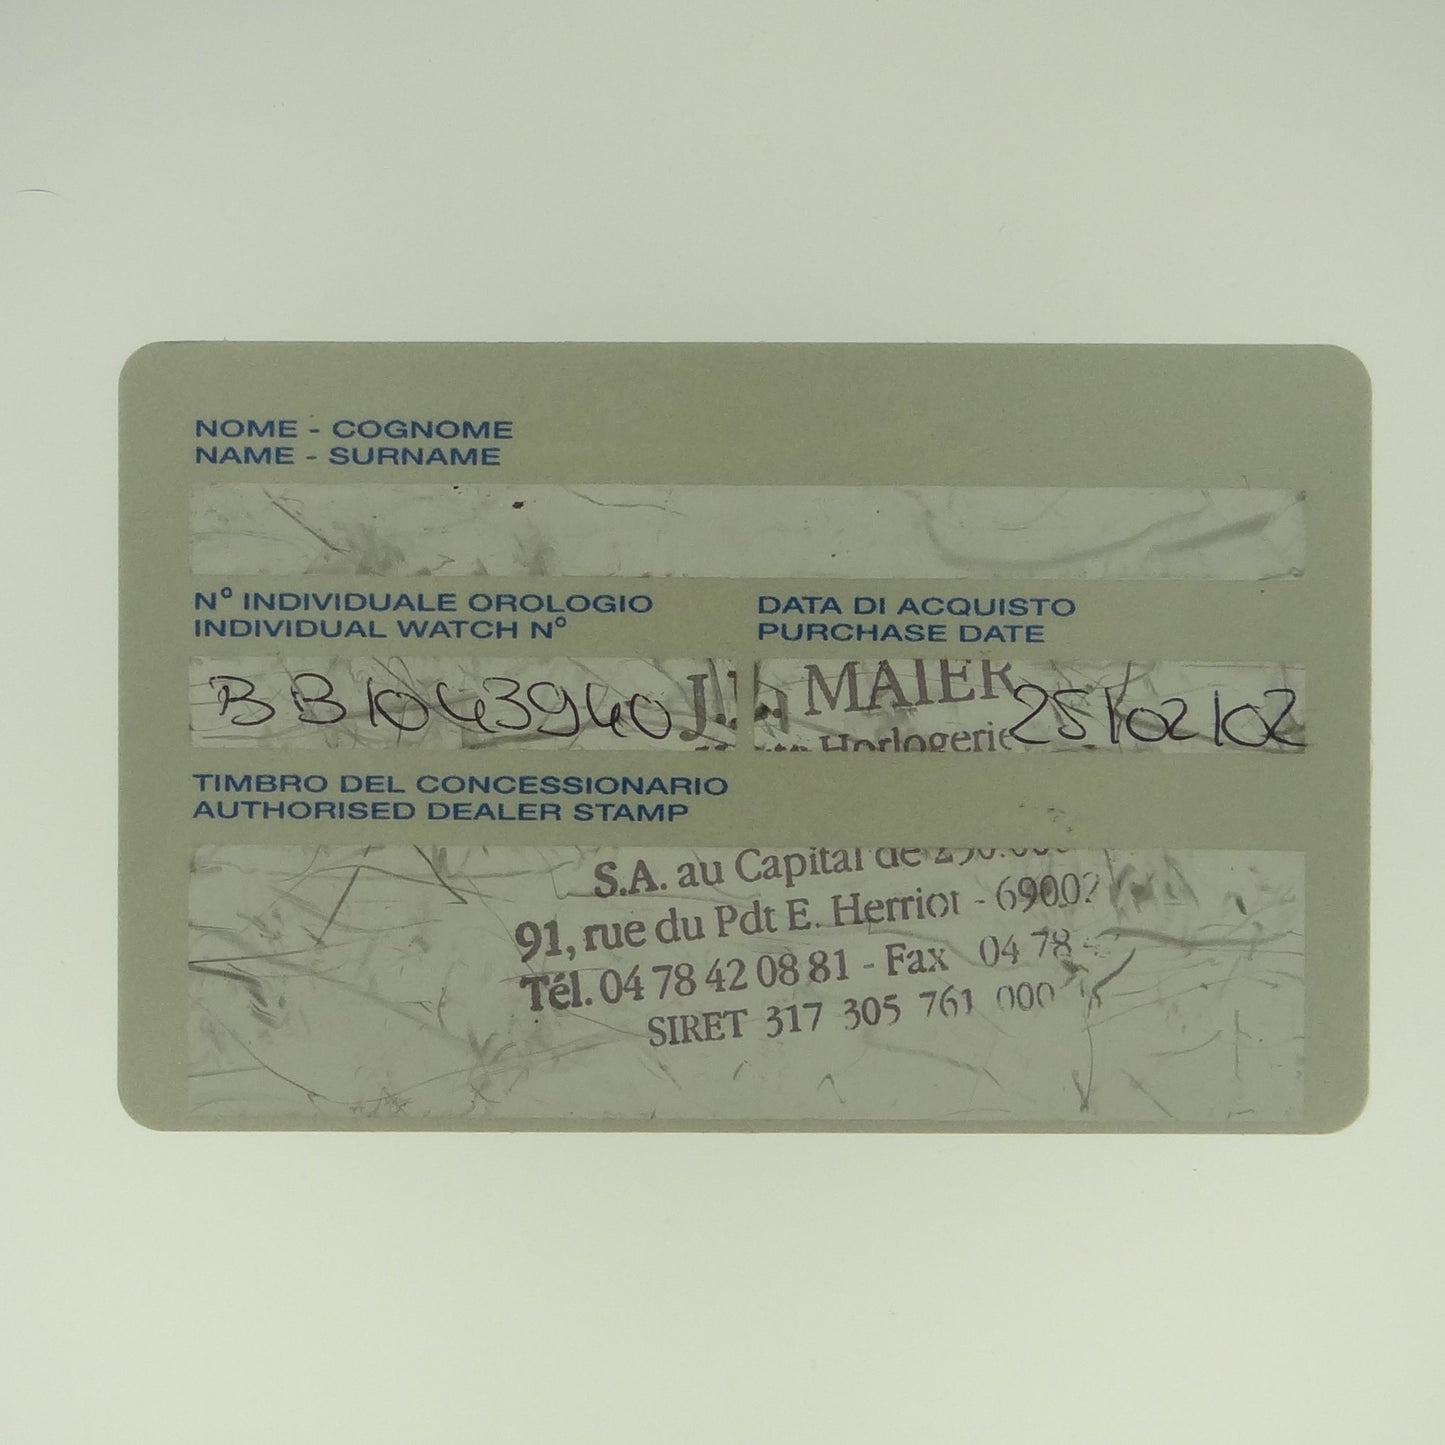 NOME - COGNOME
NAME - SURNAME
N° INDIVIDUALE OROLOGIO
INDIVIDUAL WATCH N°
DATA DI ACQUISTO
PURCHASE DATE
BB1043940
J. MAIER
Horlogerie
25/02/02
TIMBRO DEL CONCESSIONARIO
AUTHORISED DEALER STAMP
S.A. au Capital de
91, rue du Pdt E. Herriot - 69002
Tél. 04 78 42 08 81 - Fax 04 78
SIRET 317 305 761 000